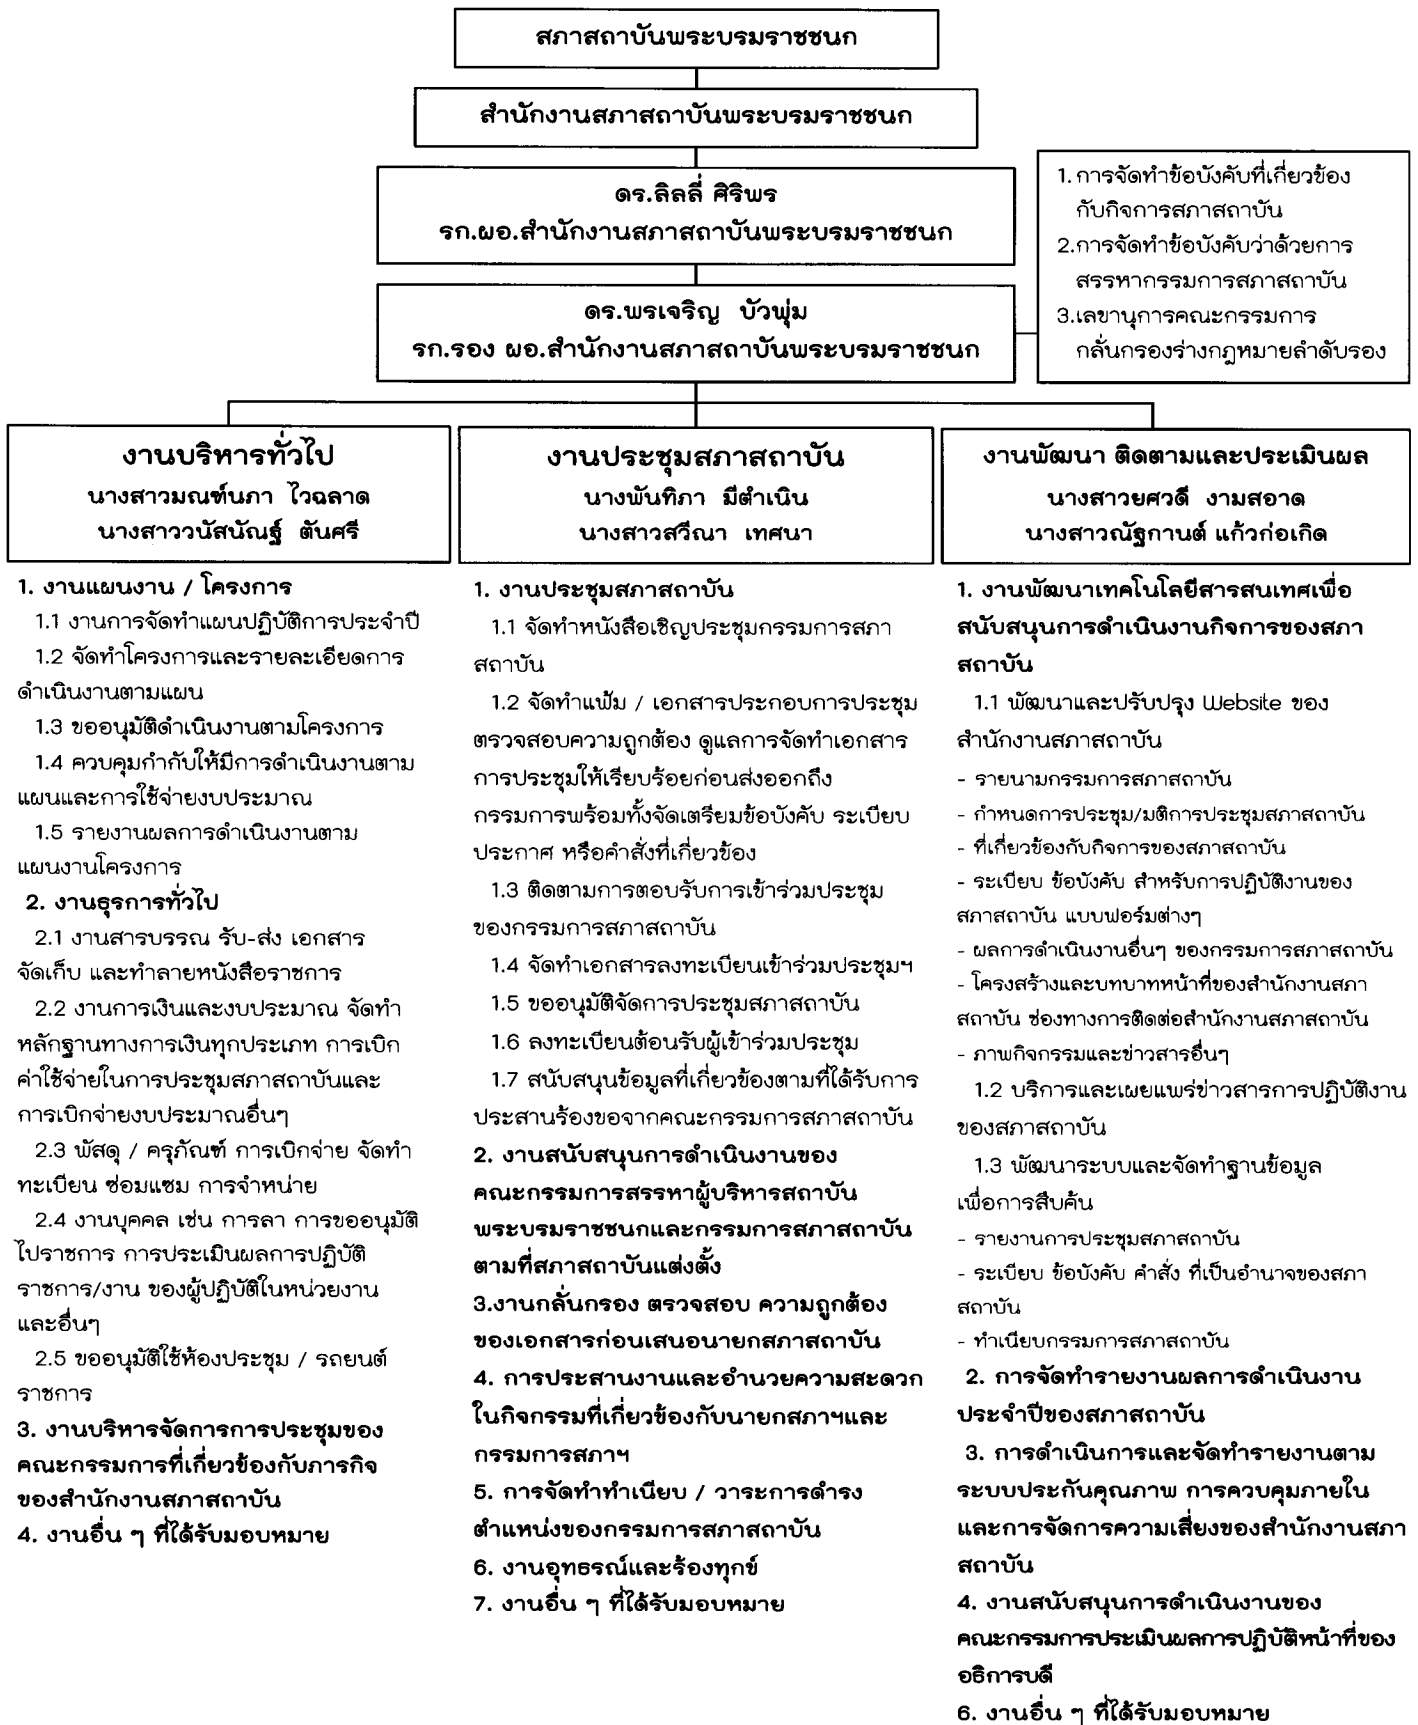 สภาสถาบันพระบรมราชชนก
สำนักงานสภาสถาบันพระบรมราชชนก
ดร.ลิลลี่ ศิริพร
รก.ผอ.สำนักงานสภาสถาบันพระบรมราชชนก
1. การจัดทำข้อบังคับที่เกี่ยวข้อง
กับกิจการสภาสถาบัน
2.การจัดทำข้อบังคับว่าด้วยการ
สรรหากรรมการสภาสถาบัน
3.เลขานุการคณะกรรมการ
กลั่นกรองร่างกฎหมายลำดับรอง
ดร.พรเจริญ บัวพุ่ม
รก.รอง ผอ.สำนักงานสภาสถาบันพระบรมราชชนก
งานบริหารทั่วไป
นางสาวมณฑ์นภา ไวฉลาด
นางสาววนัสนัณฐ์ ตันศรี
1. งานแผนงาน / โครงการ
1.1 งานการจัดทำแผนปฏิบัติการประจำปี
1.2 จัดทำโครงการและรายละเอียดการ
ดำเนินงานตามแผน
1.3 ขออนุมัติดำเนินงานตามโครงการ
1.4 ควบคุมกำกับให้มีการดำเนินงานตาม
แผนและการใช้จ่ายงบประมาณ
1.5 รายงานผลการดำเนินงานตาม
แผนงานโครงการ
2. งานธุรการทั่วไป
2.1 งานสารบรรณ รับ-ส่ง เอกสาร
จัดเก็บ และทำลายหนังสือราชการ
2.2 งานการเงินและงบประมาณ จัดทำ
หลักฐานทางการเงินทุกประเภท การเบิก
ค่าใช้จ่ายในการประชุมสภาสถาบันและ
การเบิกจ่ายงบประมาณอื่นๆ
2.3 พัสดุ / ครุภัณฑ์ การเบิกจ่าย จัดทำ
ทะเบียน ซ่อมแซม การจำหน่าย
2.4 งานบุคคล เช่น การลา การขออนุมัติ
ไปราชการ การประเมินผลการปฏิบัติ
ราชการ/งาน ของผู้ปฏิบัติในหน่วยงาน
และอื่นๆ
2.5 ขออนุมัติใช้ห้องประชุม / รถยนต์
ราชการ
3. งานบริหารจัดการการประชุมของ
คณะกรรมการที่เกี่ยวข้องกับภารกิจ
ของสำนักงานสภาสถาบัน
4. งานอื่น ๆ ที่ได้รับมอบหมาย
งานประชุมสภาสถาบัน
นางพันทิภา มีตำเนิน
นางสาวสวีณา เทศนา
1. งานประชุมสภาสถาบัน
1.1 จัดทำหนังสือเชิญประชุมกรรมการสภา
สถาบัน
1.2 จัดทำแฟ้ม / เอกสารประกอบการประชุม
ตรวจสอบความถูกต้อง ดูแลการจัดทำเอกสาร
การประชุมให้เรียบร้อยก่อนส่งออกถึง
กรรมการพร้อมทั้งจัดเตรียมข้อบังคับ ระเบียบ
ประกาศ หรือคำสั่งที่เกี่ยวข้อง
1.3 ติดตามการตอบรับการเข้าร่วมประชุม
ของกรรมการสภาสถาบัน
1.4 จัดทำเอกสารลงทะเบียนเข้าร่วมประชุมฯ
1.5 ขออนุมัติจัดการประชุมสภาสถาบัน
1.6 ลงทะเบียนต้อนรับผู้เข้าร่วมประชุม
1.7 สนับสนุนข้อมูลที่เกี่ยวข้องตามที่ได้รับการ
ประสานร้องขอจากคณะกรรมการสภาสถาบัน
2. งานสนับสนุนการดำเนินงานของ
คณะกรรมการสรรหาผู้บริหารสถาบัน
พระบรมราชชนกและกรรมการสภาสถาบัน
ตามที่สภาสถาบันแต่งตั้ง
3.งานกลั่นกรอง ตรวจสอบ ความถูกต้อง
ของเอกสารก่อนเสนอนายกสภาสถาบัน
4. การประสานงานและอำนวยความสะดวก
ในกิจกรรมที่เกี่ยวข้องกับนายกสภาฯและ
กรรมการสภาฯ
5. การจัดทำทำเนียบ / วาระการดำรง
ตำแหน่งของกรรมการสภาสถาบัน
6. งานอุทธรณ์และร้องทุกข์
7. งานอื่น ๆ ที่ได้รับมอบหมาย
งานพัฒนา ติดตามและประเมินผล
นางสาวยศวดี งามสอาด
นางสาวณัฐกานต์ แก้วก่อเกิด
1. งานพัฒนาเทคโนโลยีสารสนเทศเพื่อ
สนับสนุนการดำเนินงานกิจการของสภา
สถาบัน
1.1 พัฒนาและปรับปรุง Website ของ
สำนักงานสภาสถาบัน
- รายนามกรรมการสภาสถาบัน
- กำหนดการประชุม/มติการประชุมสภาสถาบัน
- ที่เกี่ยวข้องกับกิจการของสภาสถาบัน
- ระเบียบ ข้อบังคับ สำหรับการปฏิบัติงานของ
สภาสถาบัน แบบฟอร์มต่างๆ
- ผลการดำเนินงานอื่นๆ ของกรรมการสภาสถาบัน
- โครงสร้างและบทบาทหน้าที่ของสำนักงานสภา
สถาบัน ช่องทางการติดต่อสำนักงานสภาสถาบัน
- ภาพกิจกรรมและข่าวสารอื่นๆ
1.2 บริการและเผยแพร่ข่าวสารการปฏิบัติงาน
ของสภาสถาบัน
1.3 พัฒนาระบบและจัดทำฐานข้อมูล
เพื่อการสืบค้น
- รายงานการประชุมสภาสถาบัน
- ระเบียบ ข้อบังคับ คำสั่ง ที่เป็นอำนาจของสภา
สถาบัน
- ทำเนียบกรรมการสภาสถาบัน
2. การจัดทำรายงานผลการดำเนินงาน
ประจำปีของสภาสถาบัน
3. การดำเนินการและจัดทำรายงานตาม
ระบบประกันคุณภาพ การควบคุมภายใน
และการจัดการความเสี่ยงของสำนักงานสภา
สถาบัน
4. งานสนับสนุนการดำเนินงานของ
คณะกรรมการประเมินผลการปฏิบัติหน้าที่ของ
อธิการบดี
6. งานอื่น ๆ ที่ได้รับมอบหมาย